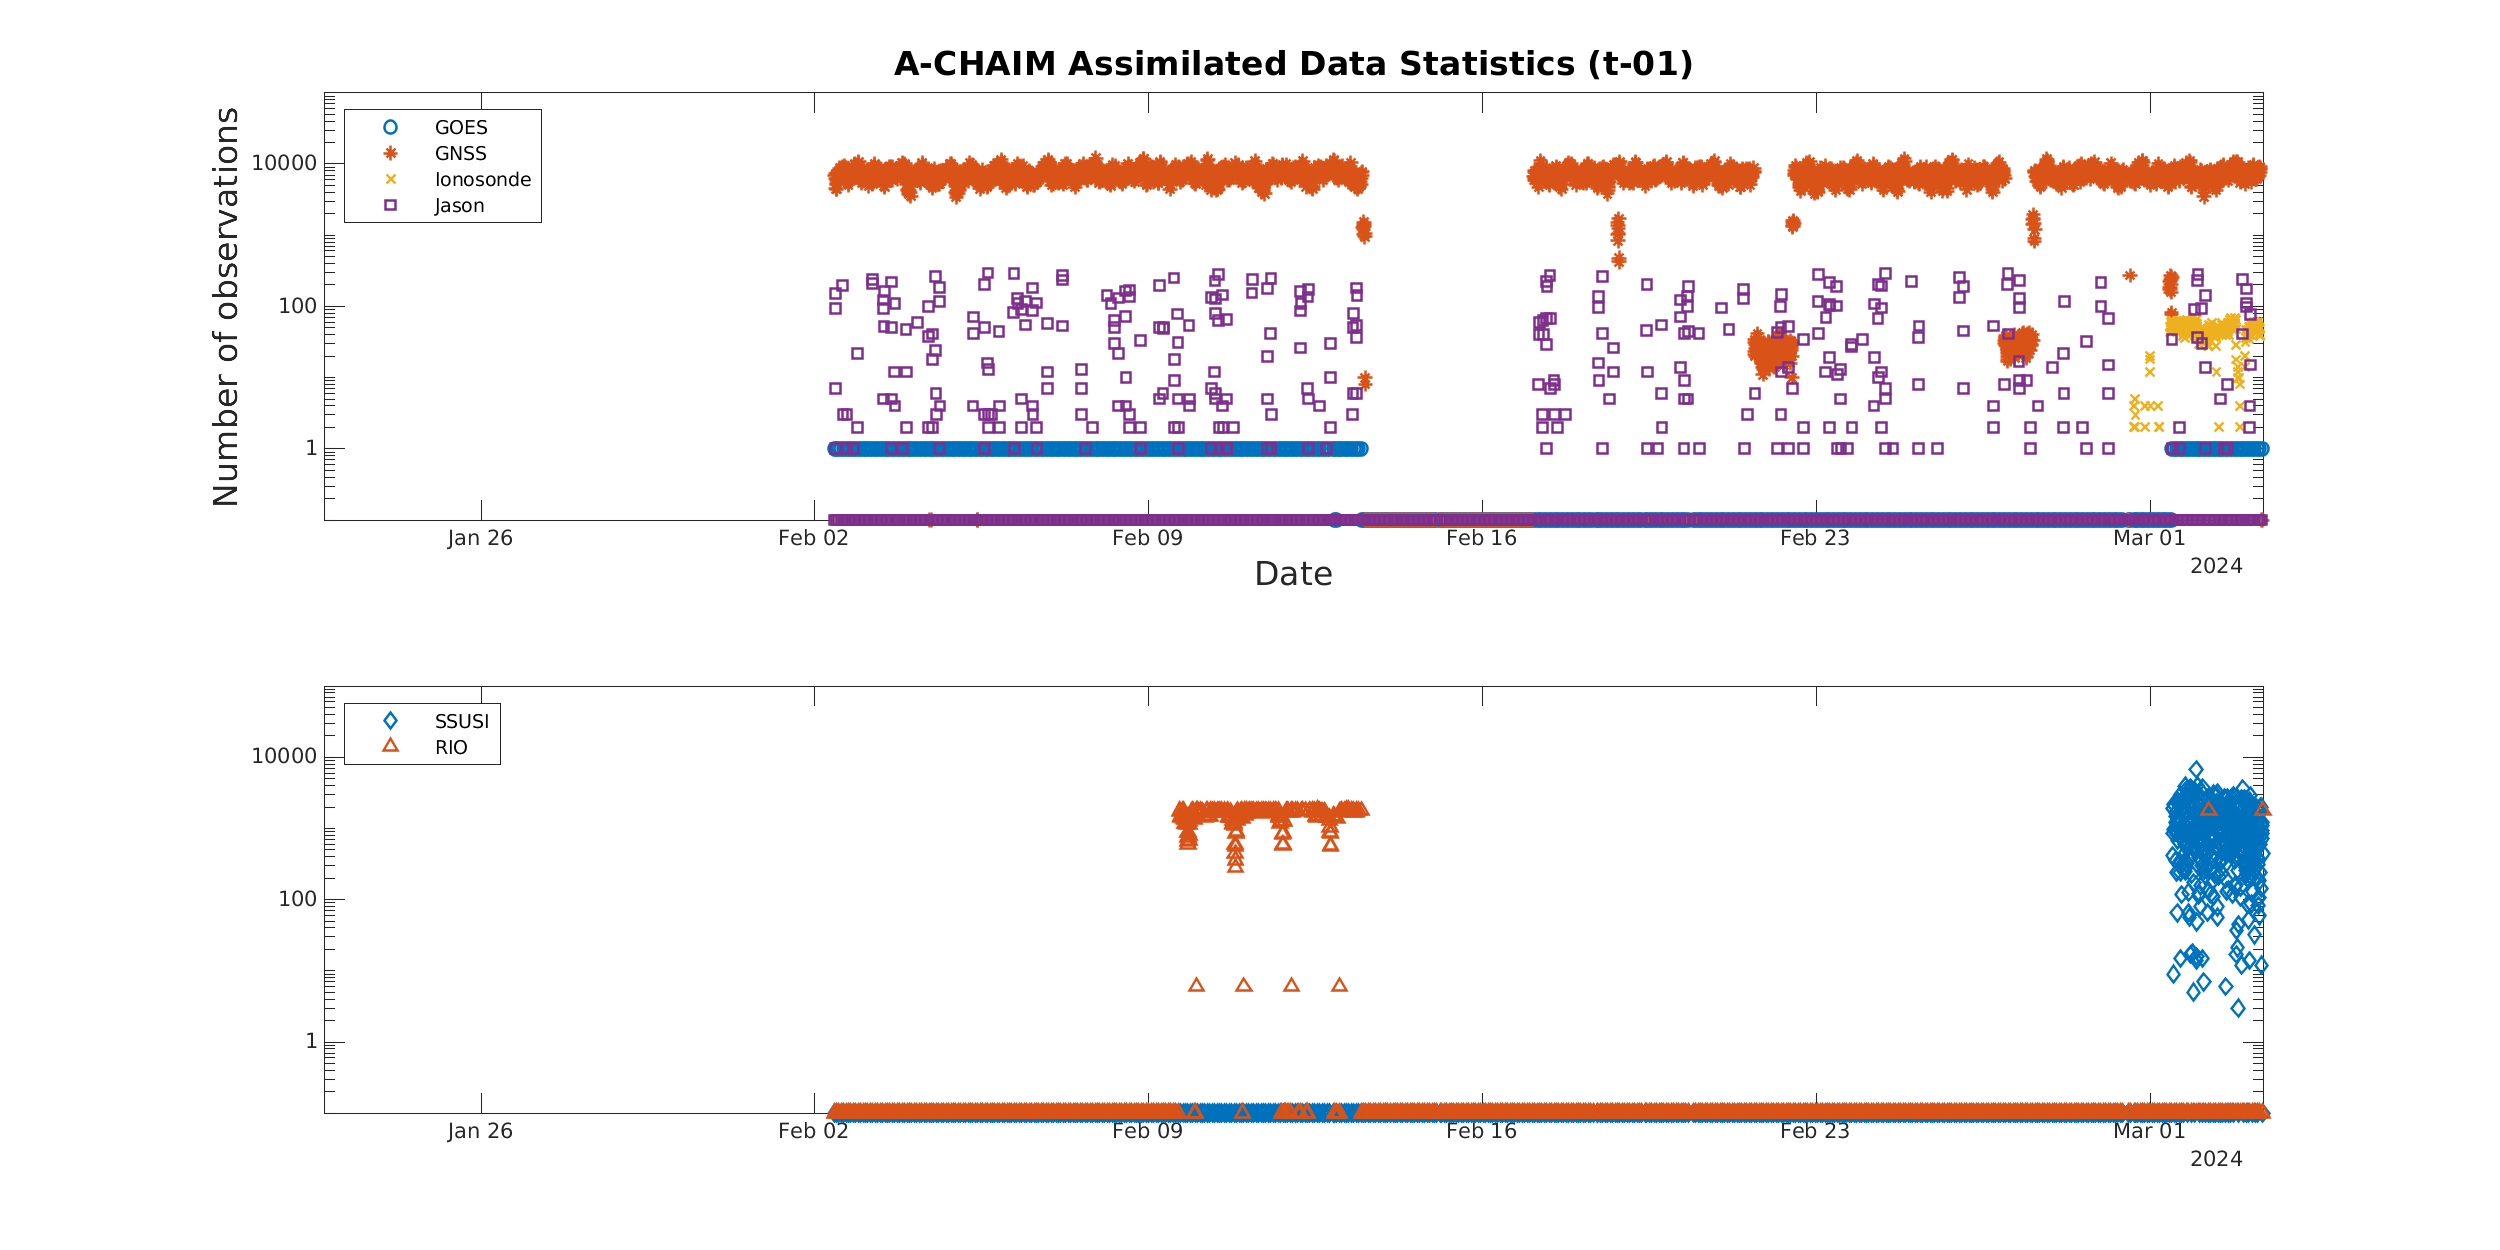 A-CHAIM Assimilated Data Statistics (t-01)
Number of observations
10000
100
1
GOES
GNSS
Ionosonde
Jason
Jan 26
Feb 02
Feb 09
Feb 16
Feb 23
Mar 01
2024
Date
10000
100
1
SSUSI
RIO
Jan 26
Feb 02
Feb 09
Feb 16
Feb 23
Mar 01
2024